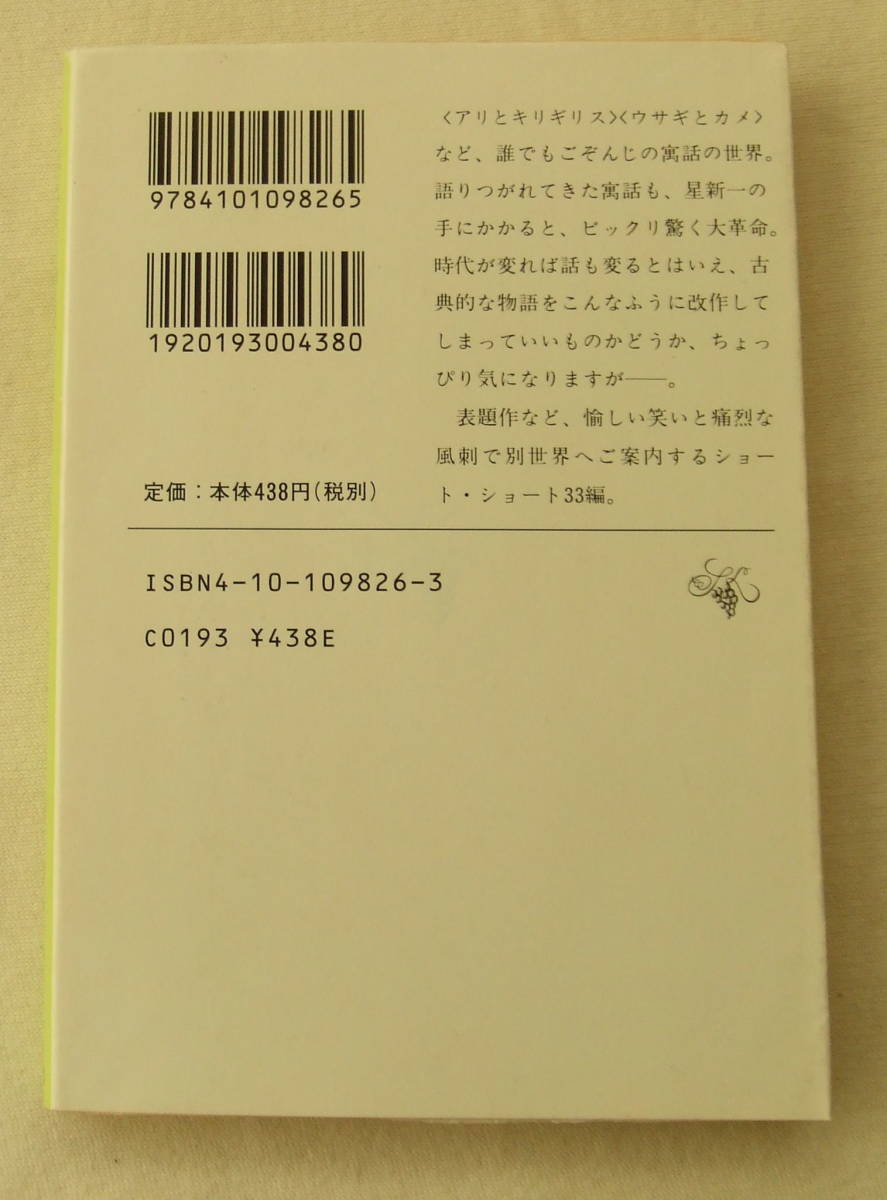 9784101098265
1920193004380
定価：本体438円(税別)
〈アリとキリギリス〉〈ウサギとカメ〉
など、誰でもごぞんじの寓話の世界。
語りつがれてきた寓話も、星新一の
手にかかると、ビックリ驚く大革命。
時代が変れば話も変るとはいえ、古
典的な物語をこんなふうに改作して
しまっていいものかどうか、ちょっ
ぴり気になりますが――。
表題作など、愉しい笑いと痛烈な
風刺で別世界へご案内するショー
ト・ショート33編。
ISBN4-10-109826-3
C0193 ¥438E